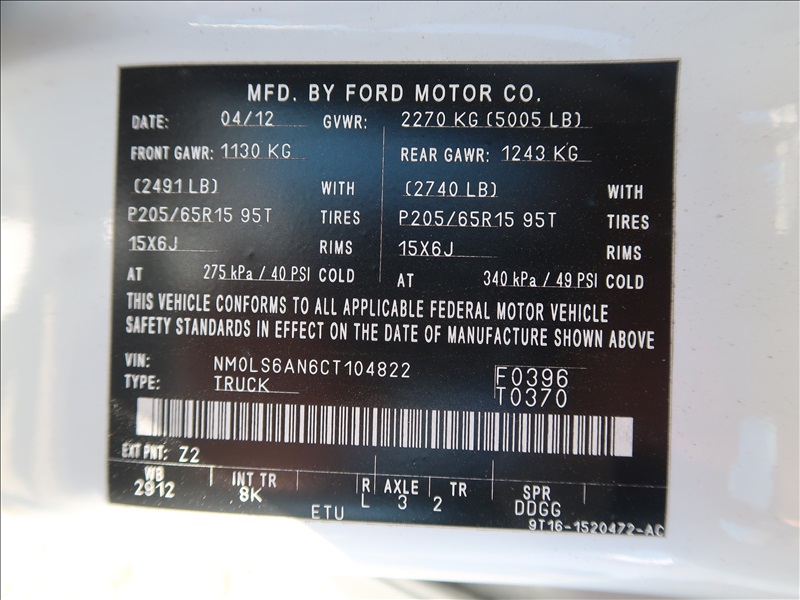 MFD. BY FORD MOTOR CO.
DATE: 04/12 GVWR: 2270 KG (5005 LB)
FRONT GAWR: 1130 KG REAR GAWR: 1243 KG
(2491 LB) WITH (2740 LB) WITH
P205/65R15 95T TIRES P205/65R15 95T TIRES
15X6J RIMS 15X6J RIMS
AT 275 kPa / 40 PSI COLD AT 340 kPa / 49 PSI COLD
THIS VEHICLE CONFORMS TO ALL APPLICABLE FEDERAL MOTOR VEHICLE
SAFETY STANDARDS IN EFFECT ON THE DATE OF MANUFACTURE SHOWN ABOVE
VIN: NM0LS6AN6CT104822 F0396
TYPE: TRUCK T0370
EXT PNT: Z2
WB INT TR R AXLE TR SPR
2912 8K L 3 2 DDGG
ETU 9T16-1520472-AC